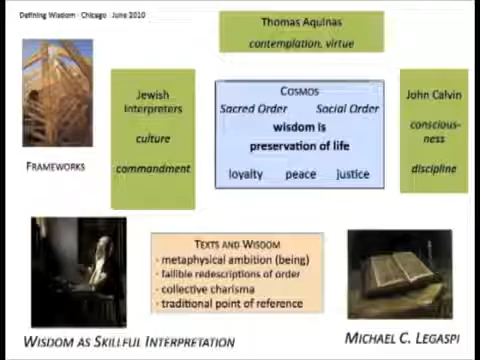 Defining Wisdom · Chicago · June 2010
Thomas Aquinas
contemplation, virtue
Jewish
Interpreters
culture
commandment
COSMOS
Sacred Order Social Order
wisdom is
preservation of life
loyalty peace justice
John Calvin
conscious-
ness
discipline
FRAMEWORKS
TEXTS AND WISDOM
- metaphysical ambition (being)
- fallible redescriptions of order
- collective charisma
- traditional point of reference
WISDOM AS SKILLFUL INTERPRETATION
MICHAEL C. LEGASPI